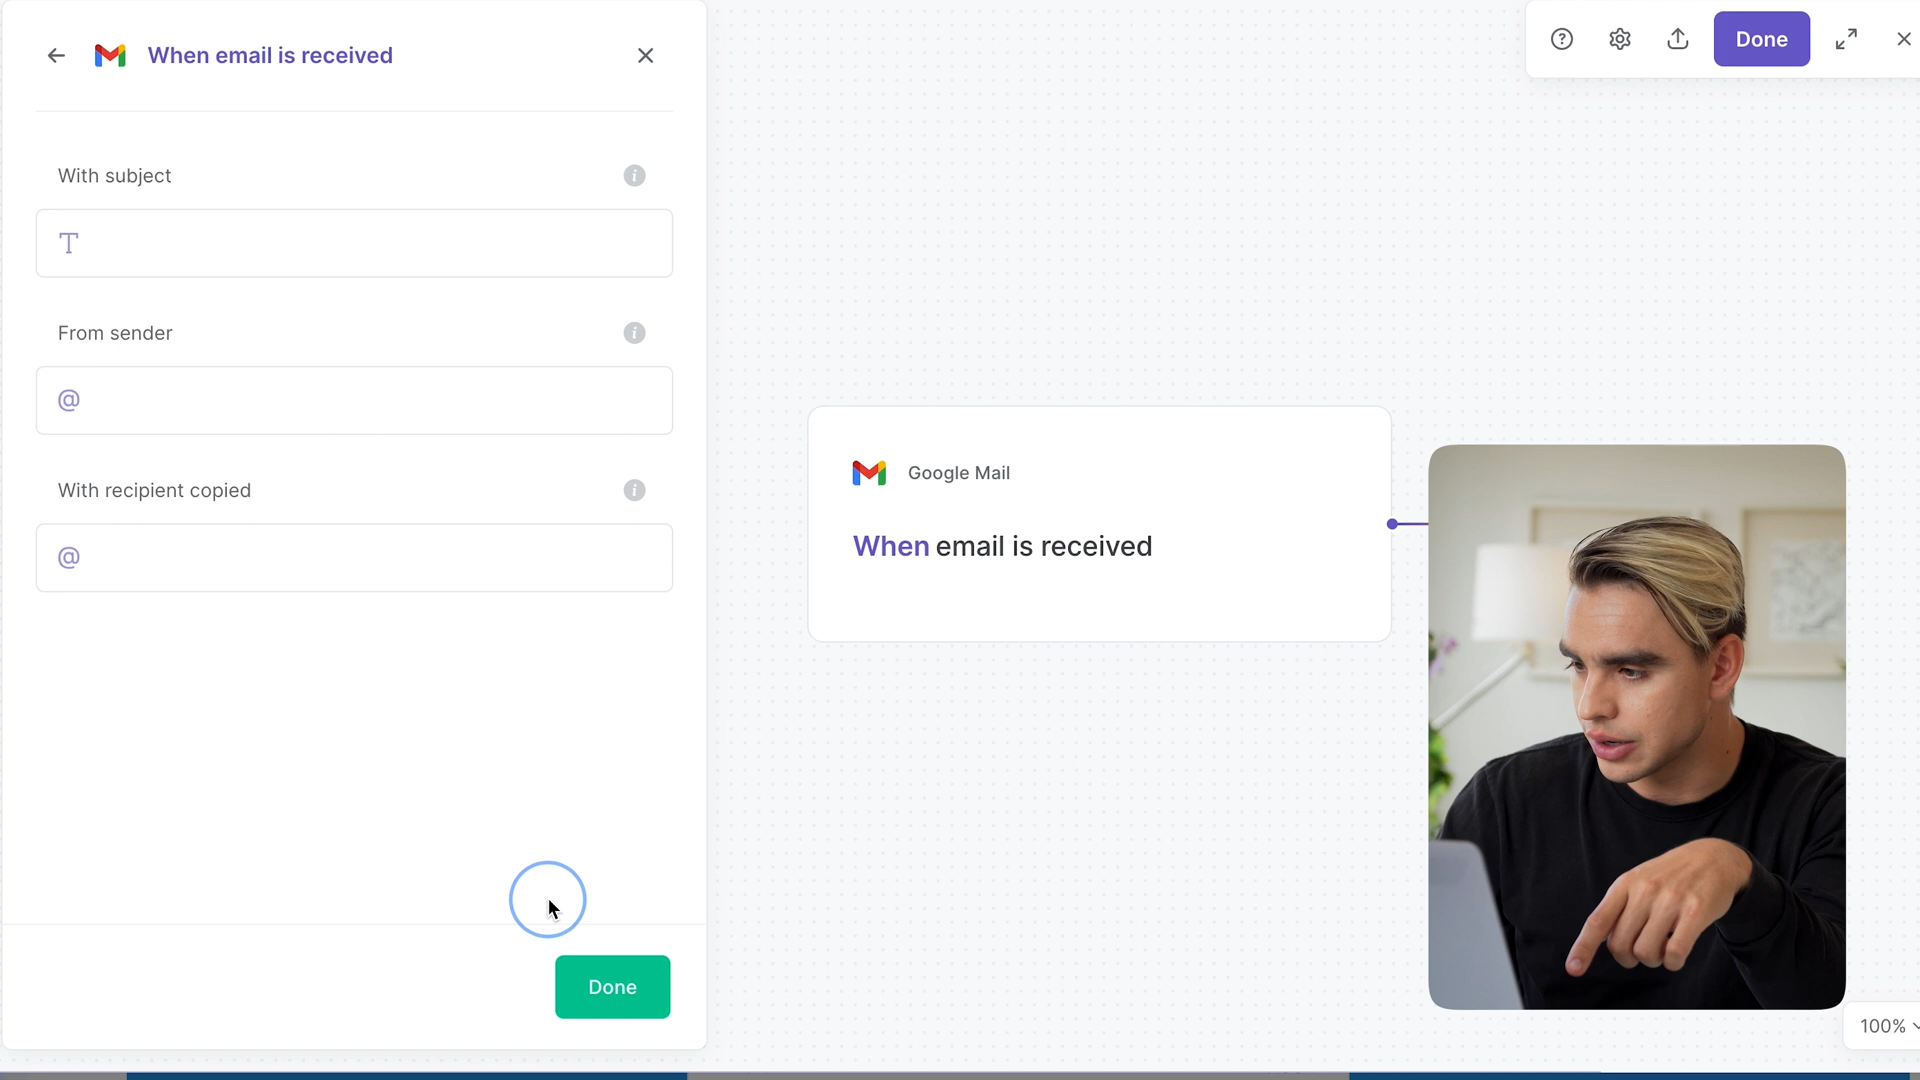 When email is received
With subject
From sender
With recipient copied
Done
Done
Google Mail
When email is received
100%